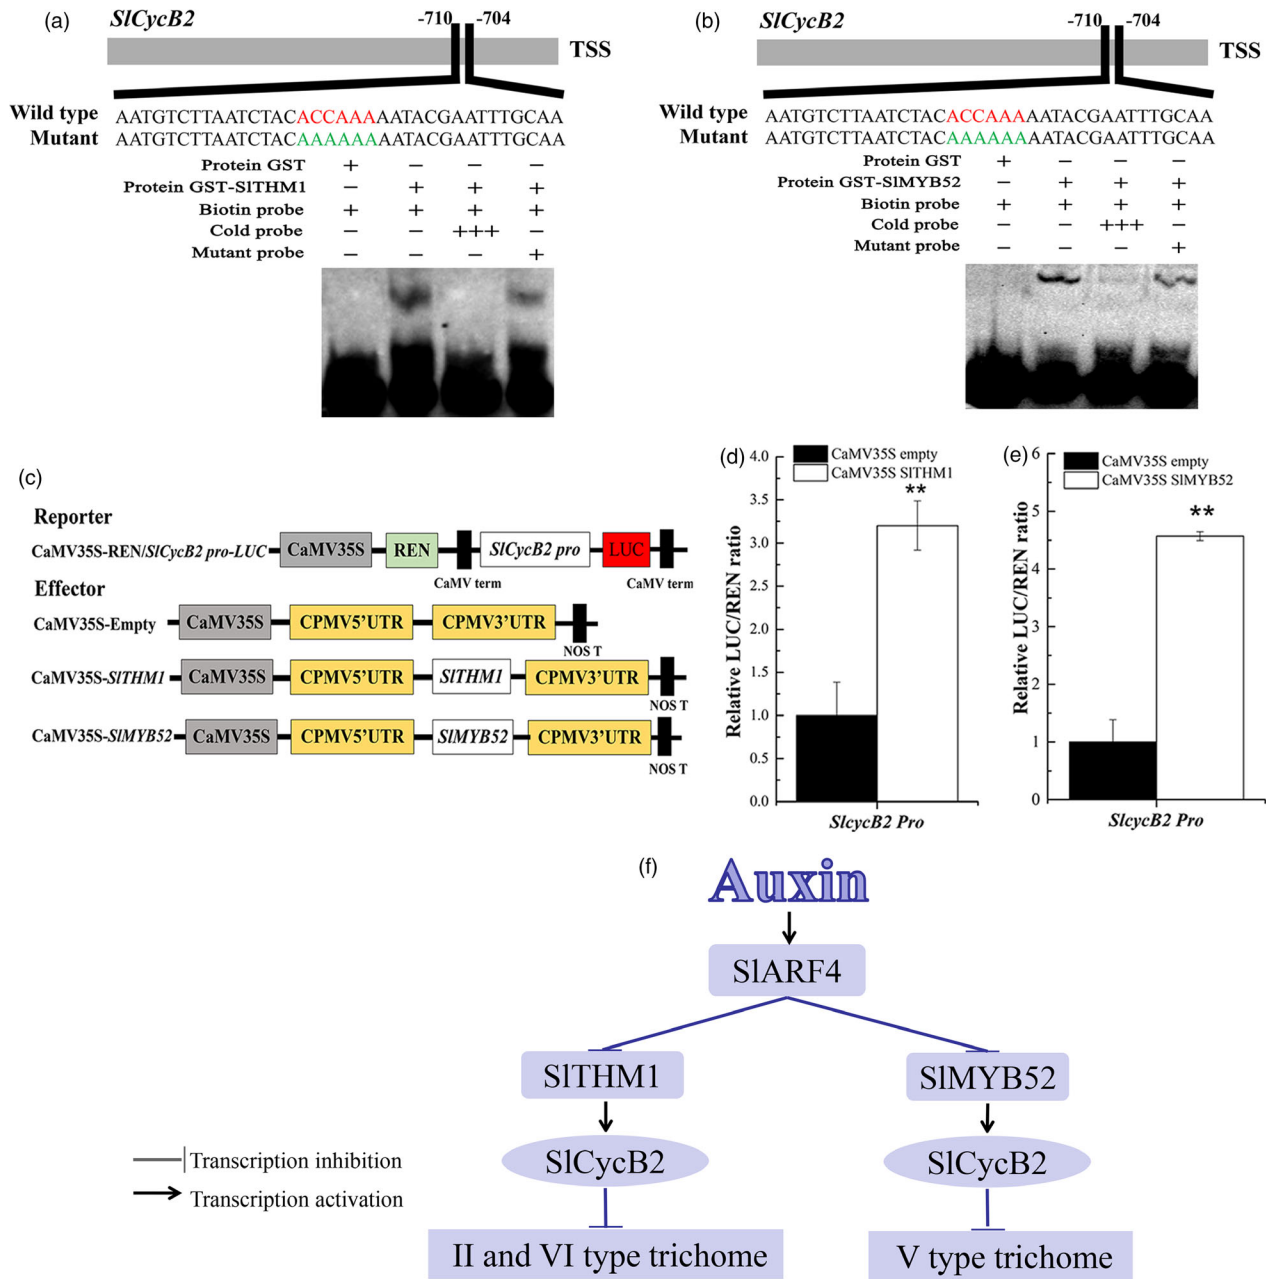 (a)
SlCycB2
-710
-704
TSS
Wild type AATGTCTTAATCTACACCAAAAATACGAATTTGCAA
Mutant AATGTCTTAATCTACAAAAAAAATACGAATTTGCAA
Protein GST + − − −
Protein GST-SlTHM1 − + + +
Biotin probe + + + +
Cold probe − − +++ −
Mutant probe − − − +
(b)
SlCycB2
-710
-704
TSS
Wild type AATGTCTTAATCTACACCAAAAATACGAATTTGCAA
Mutant AATGTCTTAATCTACAAAAAAAATACGAATTTGCAA
Protein GST + − − −
Protein GST-SlMYB52 − + + +
Biotin probe + + + +
Cold probe − − +++ −
Mutant probe − − − +
(c)
Reporter
CaMV35S-REN/SlCycB2 pro-LUC CaMV35S REN SlCycB2 pro LUC
CaMV term CaMV term
Effector
CaMV35S-Empty CaMV35S CPMV5'UTR CPMV3'UTR
NOS T
CaMV35S-SlTHM1 CaMV35S CPMV5'UTR SlTHM1 CPMV3'UTR
NOS T
CaMV35S-SlMYB52 CaMV35S CPMV5'UTR SlMYB52 CPMV3'UTR
NOS T
(d)
CaMV35S empty
CaMV35S SlTHM1
**
Relative LUC/REN ratio
4.0
3.5
3.0
2.5
2.0
1.5
1.0
0.5
0.0
SlcycB2 Pro
(e)
CaMV35S empty
CaMV35S SlMYB52
**
Relative LUC/REN ratio
6
5
4
3
2
1
0
SlcycB2 Pro
(f)
Auxin
SlARF4
SlTHM1 SlMYB52
SlCycB2 SlCycB2
II and VI type trichome V type trichome
Transcription inhibition
Transcription activation